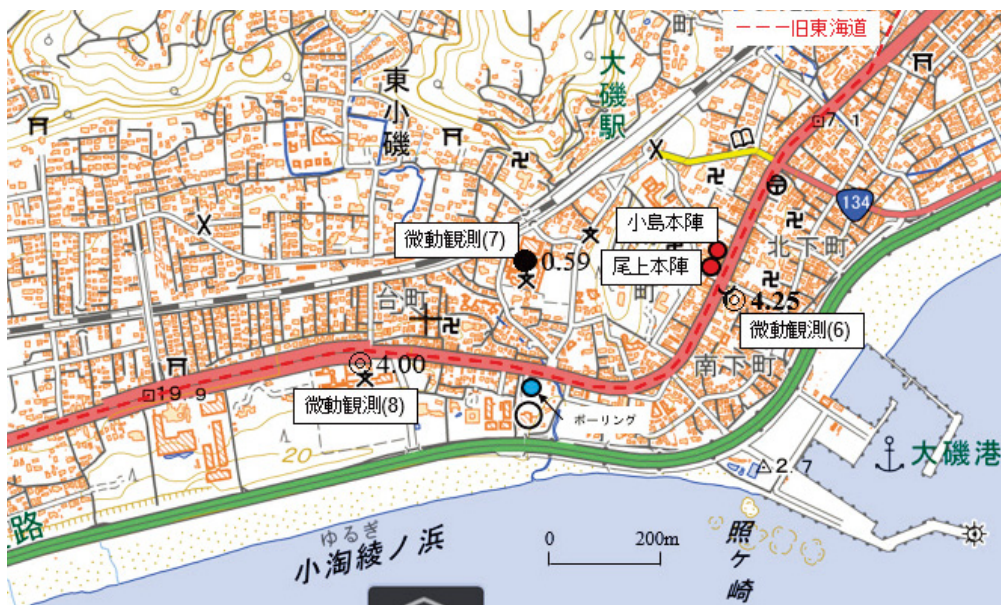 町
旧東海道
東小磯
大磯駅
7.1
134
微動観測(7)
0.59
小島本陣
尾上本陣
町
北下町
4.25
微動観測(6)
台町
南下町
4.00
19.9
微動観測(8)
ボーリング
20
2.7
大磯港
路
ゆるぎ
小淘綾ノ浜
0 200m
照ヶ崎